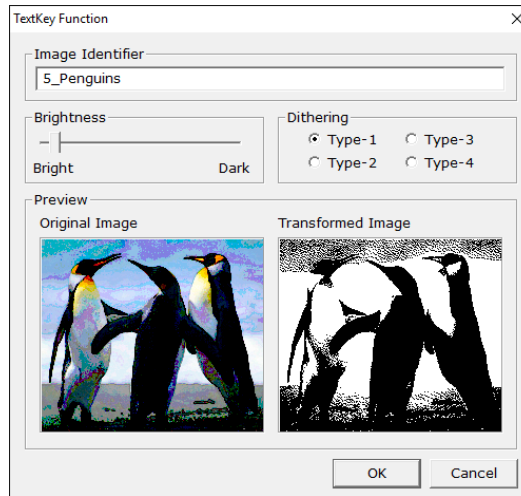 TextKey Function
Image Identifier
5_Penguins
Brightness
Bright Dark
Dithering
Type-1 Type-3
Type-2 Type-4
Preview
Original Image Transformed Image
OK Cancel